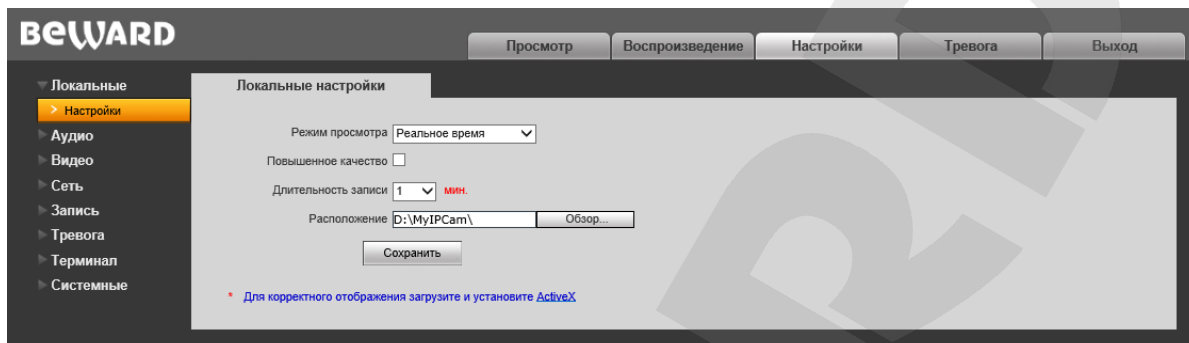 BEWARD
Просмотр Воспроизведение Настройки Тревога Выход
Локальные
> Настройки
Аудио
Видео
Сеть
Запись
Тревога
Терминал
Системные
Локальные настройки
Режим просмотра Реальное время
Повышенное качество
Длительность записи 1 мин.
Расположение D:\MyIPCam\ Обзор...
Сохранить
* Для корректного отображения загрузите и установите ActiveX